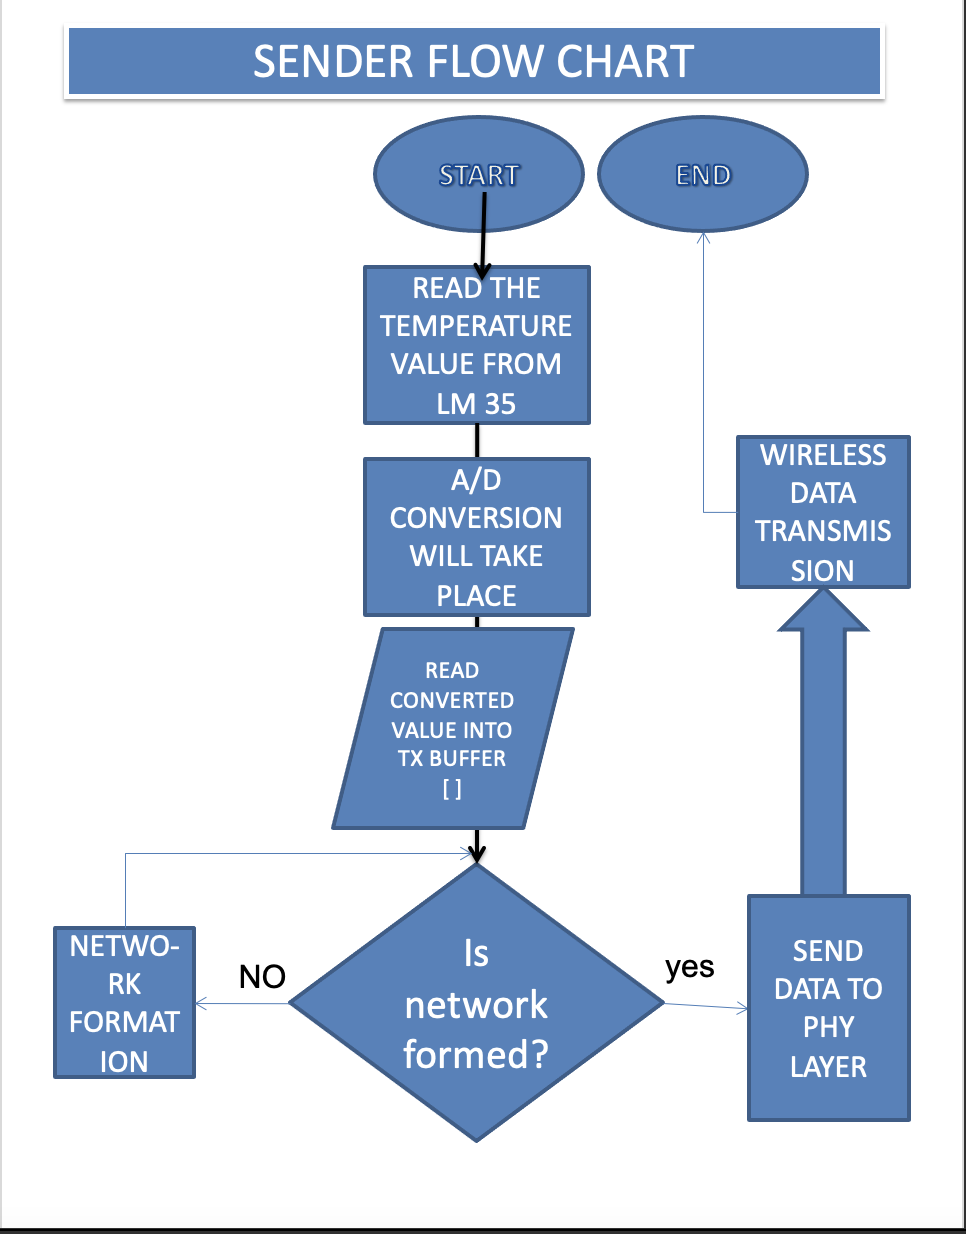 SENDER FLOW CHART
START
END
READ THE
TEMPERATURE
VALUE FROM
LM 35
A/D
CONVERSION
WILL TAKE
PLACE
READ
CONVERTED
VALUE INTO
TX BUFFER
[ ]
Is
network
formed?
NO
NETWO-
RK
FORMAT
ION
yes
SEND
DATA TO
PHY
LAYER
WIRELESS
DATA
TRANSMIS
SION